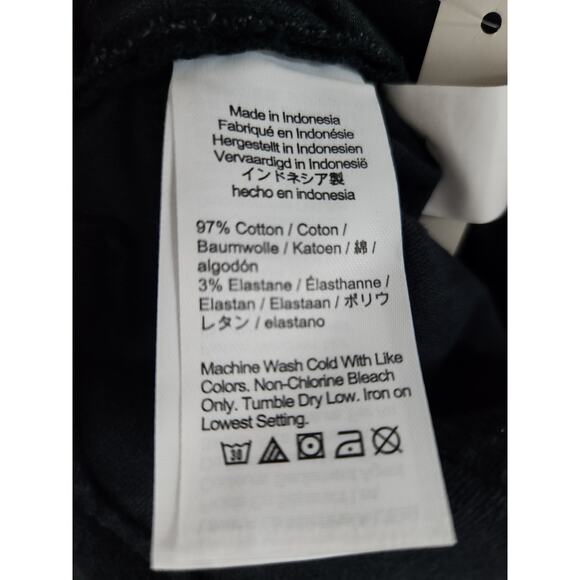 Made in Indonesia
Fabriqué en Indonésie
Hergestellt in Indonesien
Vervaardigd in Indonesië
インドネシア製
hecho en indonesia
97% Cotton / Coton /
Baumwolle / Katoen / 綿 /
algodón
3% Elastane / Élasthanne /
Elastan / Elastaan / ポリウ
レタン / elastano
Machine Wash Cold With Like
Colors. Non-Chlorine Bleach
Only. Tumble Dry Low. Iron on
Lowest Setting.
30